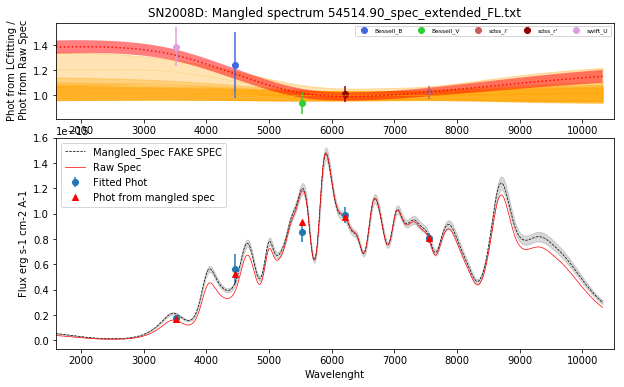 SN2008D: Mangled spectrum 54514.90_spec_extended_FL.txt
Phot from LCfitting /
Phot from Raw Spec
1.4
1.2
1.0
Bessell_B
Bessell_V
sdss_i'
sdss_r'
swift_U
2000 3000 4000 5000 6000 7000 8000 9000 10000
Flux erg s-1 cm-2 A-1
1.6
1.4
1.2
1.0
0.8
0.6
0.4
0.2
0.0
Mangled_Spec FAKE SPEC
Raw Spec
Fitted Phot
Phot from mangled spec
2000 3000 4000 5000 6000 7000 8000 9000 10000
Wavelenght